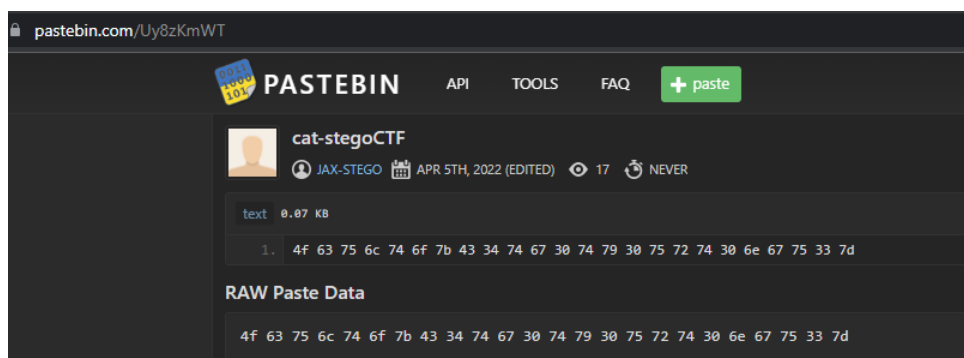 pastebin.com/Uy8zKmWT
0011
1000
101
PASTEBIN API TOOLS FAQ + paste
cat-stegoCTF
JAX-STEGO APR 5TH, 2022 (EDITED) 17 NEVER
text 0.07 KB
1. 4f 63 75 6c 74 6f 7b 43 34 74 67 30 74 79 30 75 72 74 30 6e 67 75 33 7d
RAW Paste Data
4f 63 75 6c 74 6f 7b 43 34 74 67 30 74 79 30 75 72 74 30 6e 67 75 33 7d